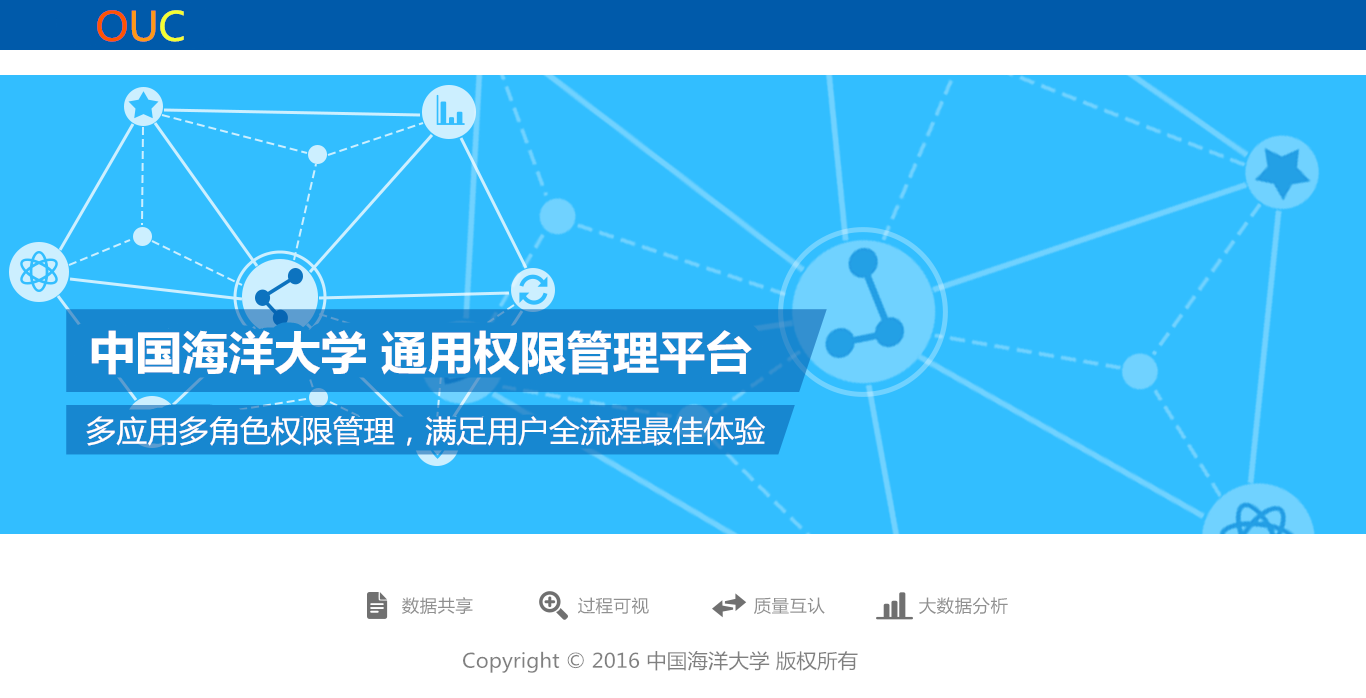 OUC
中国海洋大学 通用权限管理平台
多应用多角色权限管理，满足用户全流程最佳体验
数据共享 过程可视 质量互认 大数据分析
Copyright © 2016 中国海洋大学 版权所有